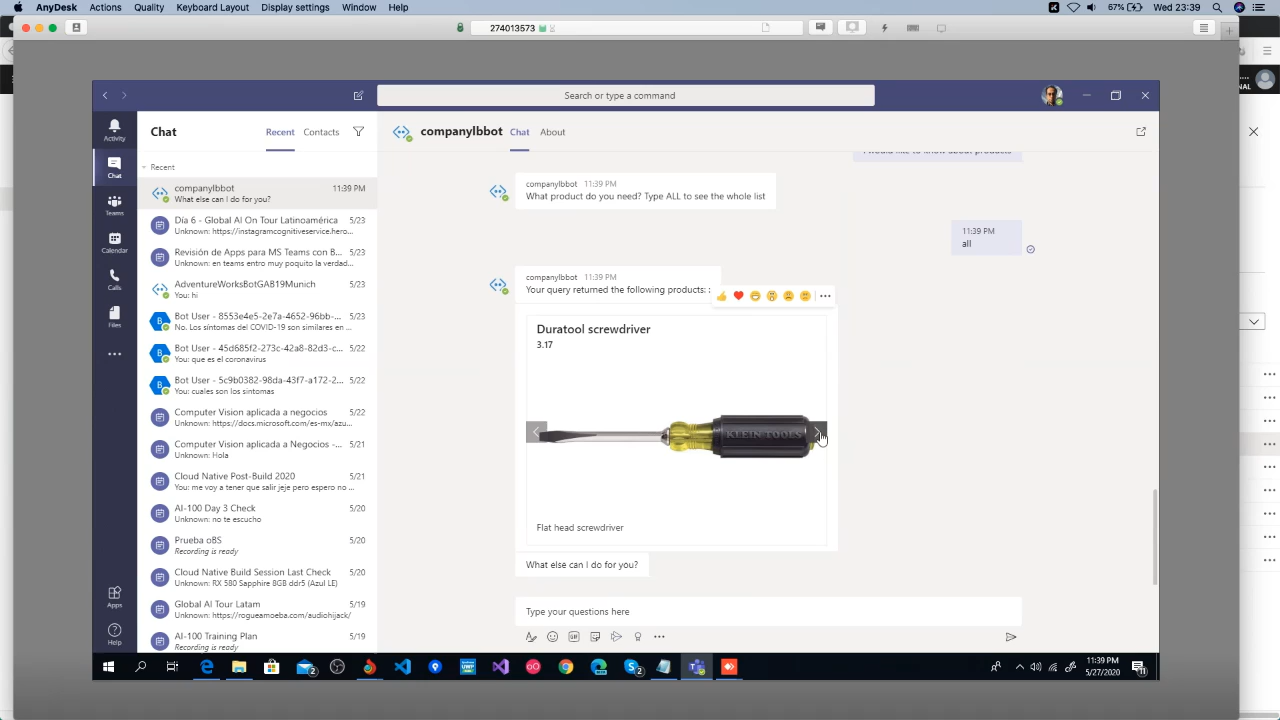 AnyDesk Actions Quality Keyboard Layout Display settings Window Help
67% Wed 23:39
274013573
NAL
Search or type a command
Activity
Chat
Teams
Calendar
Calls
Files
Apps
Help
Chat
Recent Contacts
Recent
companylbbot 11:39 PM
What else can I do for you?
Día 6 - Global AI On Tour Latinoamérica 5/23
Unknown: https://instagramcognitiveservice.hero...
Revisión de Apps para MS Teams con B... 5/23
Unknown: en teams entro muy poquito la verdad...
AdventureWorksBotGAB19Munich 5/23
You: hi
Bot User - 8553e4e5-2e7a-4652-96bb-... 5/23
No. Los síntomas del COVID-19 son similares en ...
Bot User - 45d685f2-273c-42a8-82d3-c... 5/22
You: que es el coronavirus
Bot User - 5c9b0382-98da-43f7-a172-2... 5/22
You: cuales son los sintomas
Computer Vision aplicada a negocios 5/22
Unknown: https://docs.microsoft.com/es-mx/azu...
Computer Vision aplicada a Negocios -... 5/21
Unknown: Hola
Cloud Native Post-Build 2020 5/21
You: me voy a tener que salir jeje pero espero no ...
AI-100 Day 3 Check 5/20
Unknown: no te escucho
Prueba oBS 5/20
Recording is ready
Cloud Native Build Session Last Check 5/20
Unknown: RX 580 Sapphire 8GB ddr5 (Azul LE)
Global AI Tour Latam 5/19
Unknown: https://rogueamoeba.com/audiohijack/
AI-100 Training Plan 5/19
Recording is ready
companylbbot Chat About
I would like to know about products
companylbbot 11:39 PM
What product do you need? Type ALL to see the whole list
11:39 PM
all
companylbbot 11:39 PM
Your query returned the following products: :
Duratool screwdriver
3.17
KLEIN TOOLS
Flat head screwdriver
What else can I do for you?
Type your questions here
11:39 PM
5/27/2020